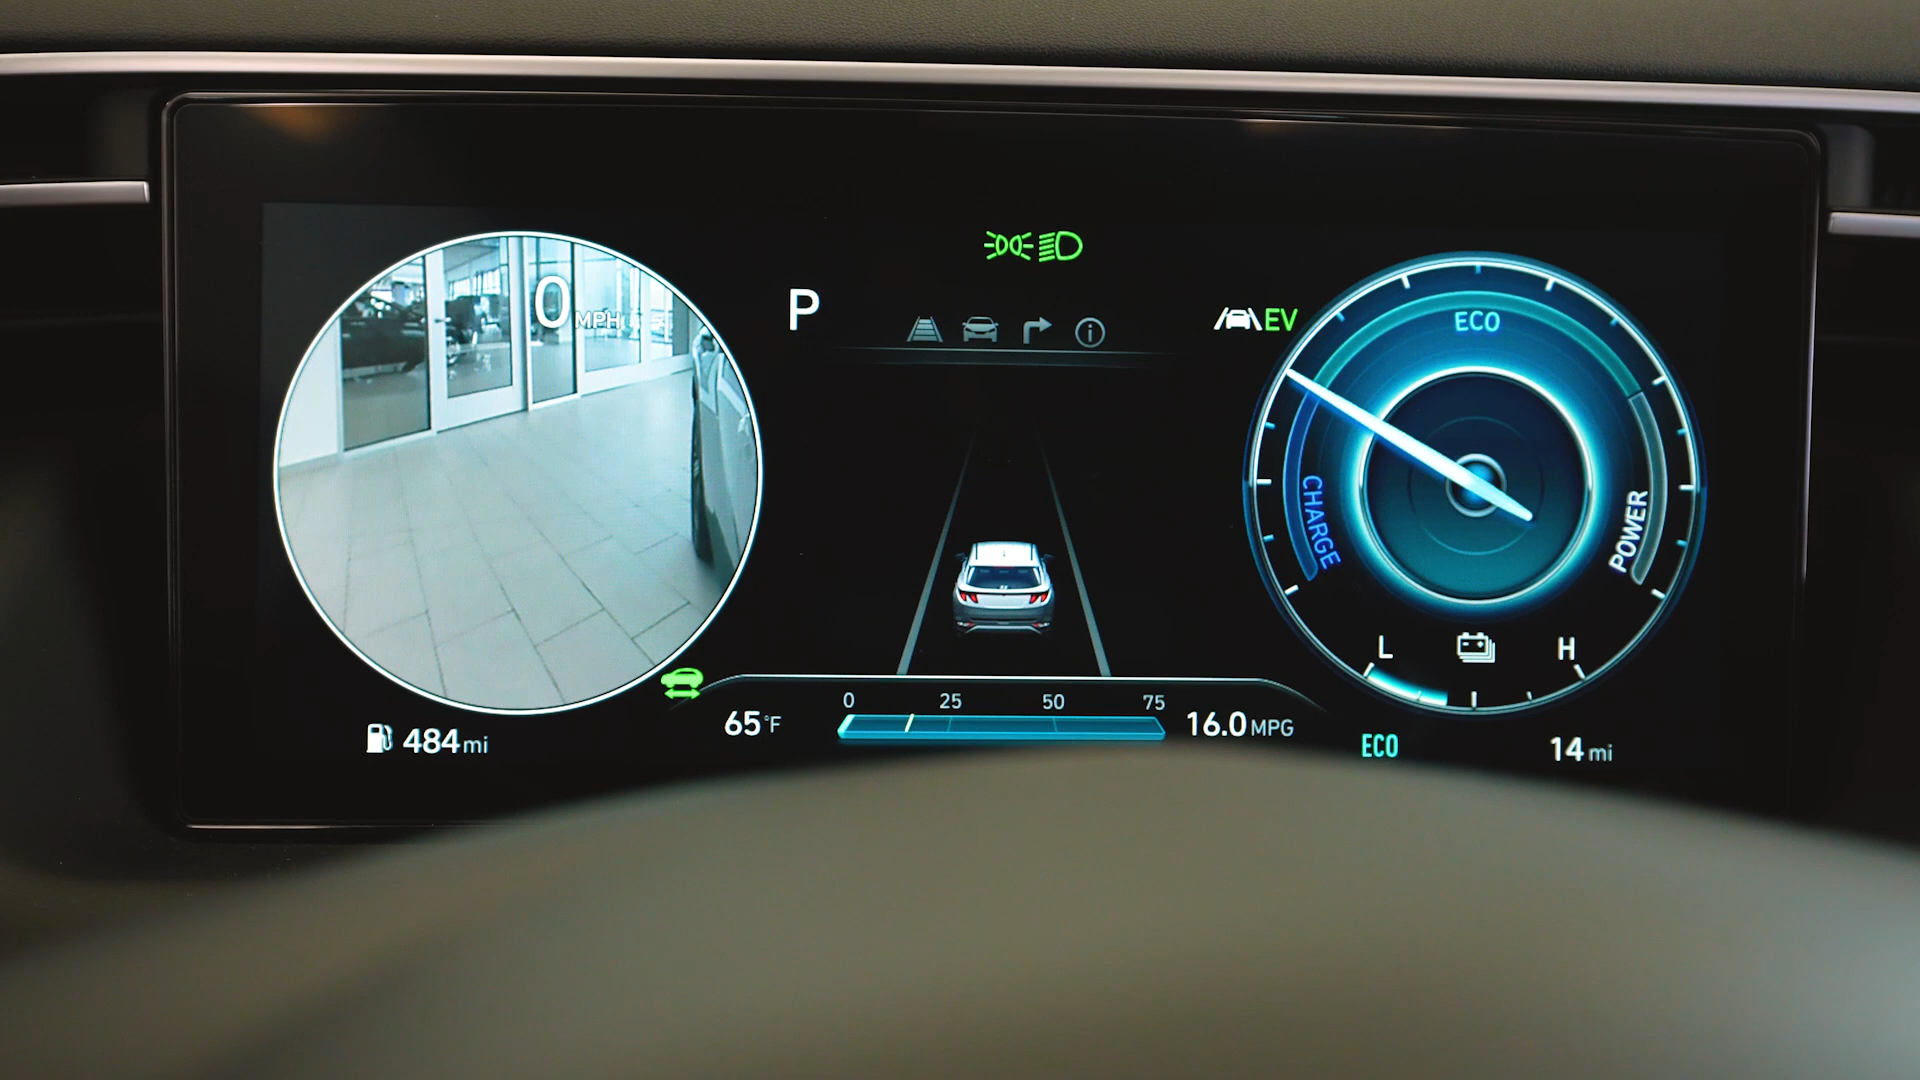 0 MPH
P
EV
ECO
CHARGE
POWER
L
H
0 25 50 75
484 mi
65°F
16.0 MPG
ECO
14 mi